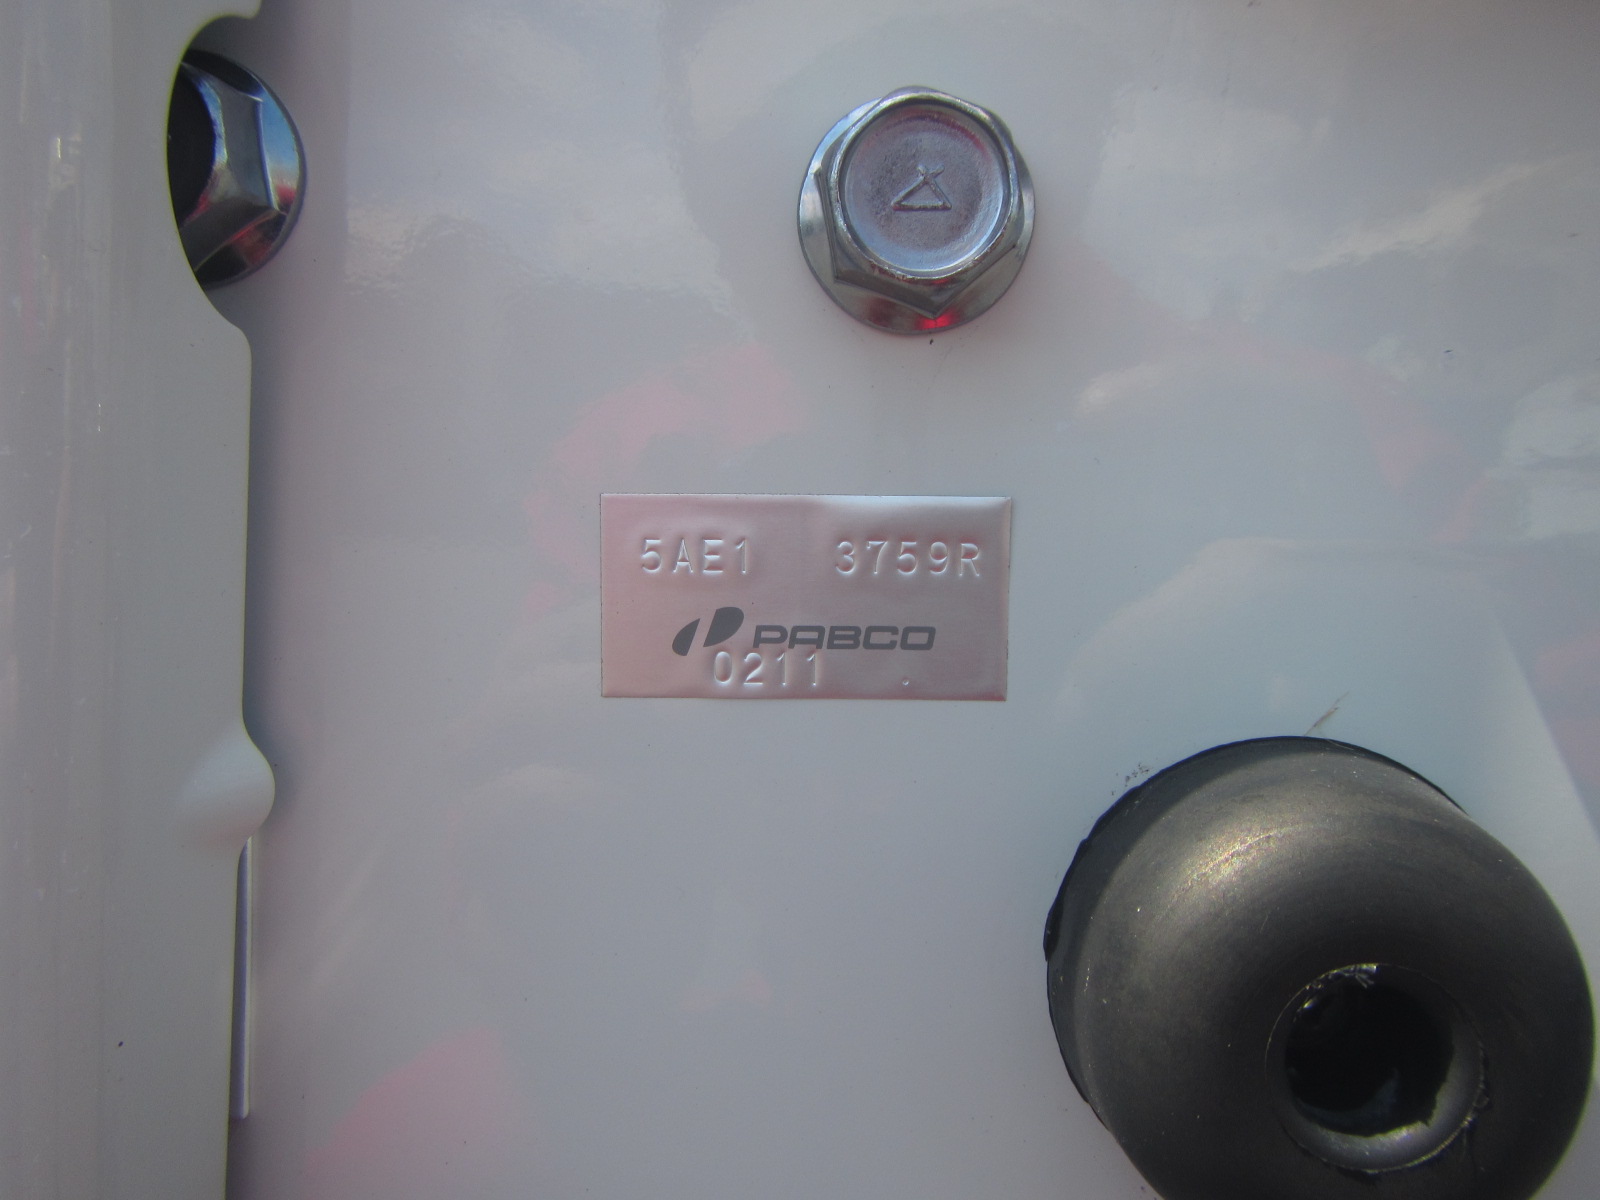 5AE1 3759R
PABCO
0211 .